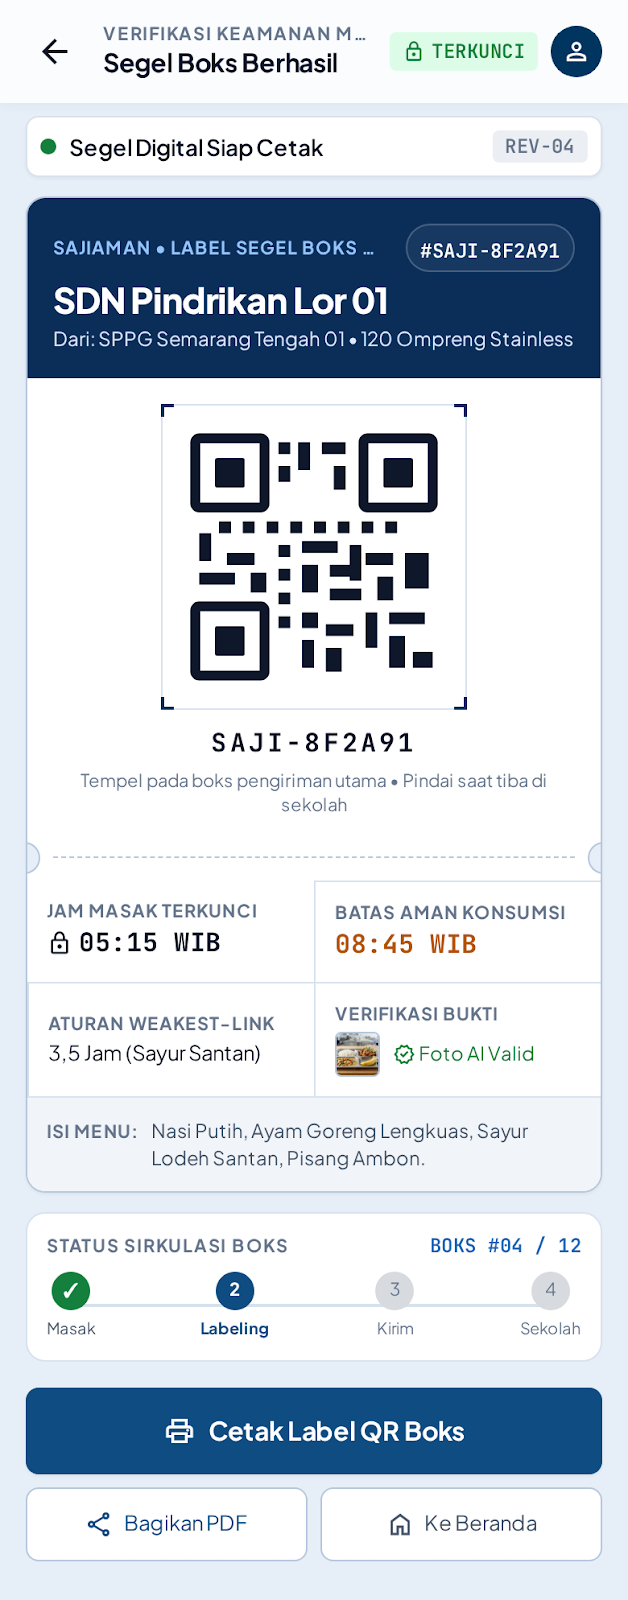 VERIFIKASI KEAMANAN M…
Segel Boks Berhasil
TERKUNCI
Segel Digital Siap Cetak
REV-04
SAJIAMAN • LABEL SEGEL BOKS …
#SAJI-8F2A91
SDN Pindrikan Lor 01
Dari: SPPG Semarang Tengah 01 • 120 Ompreng Stainless
SAJI-8F2A91
Tempel pada boks pengiriman utama • Pindai saat tiba di
sekolah
JAM MASAK TERKUNCI
05:15 WIB
BATAS AMAN KONSUMSI
08:45 WIB
ATURAN WEAKEST-LINK
3,5 Jam (Sayur Santan)
VERIFIKASI BUKTI
Foto AI Valid
ISI MENU: Nasi Putih, Ayam Goreng Lengkuas, Sayur
Lodeh Santan, Pisang Ambon.
STATUS SIRKULASI BOKS
BOKS #04 / 12
✓ 2 3 4
Masak Labeling Kirim Sekolah
Cetak Label QR Boks
Bagikan PDF
Ke Beranda